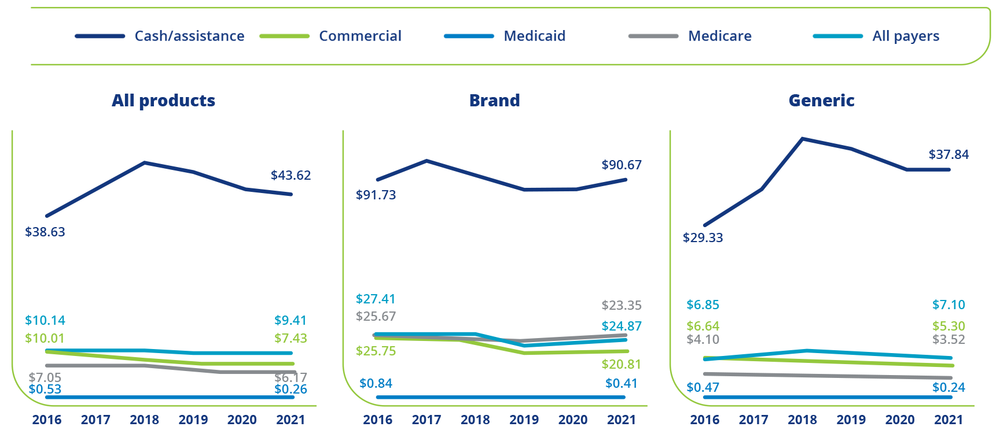 Cash/assistance Commercial Medicaid Medicare All payers
All products
$43.62
$38.63
$10.14 $9.41
$10.01 $7.43
$7.05 $6.17
$0.53 $0.26
2016 2017 2018 2019 2020 2021
Brand
$90.67
$91.73
$27.41 $23.35
$25.67 $24.87
$25.75 $20.81
$0.84 $0.41
2016 2017 2018 2019 2020 2021
Generic
$37.84
$29.33
$6.85 $7.10
$6.64 $5.30
$4.10 $3.52
$0.47 $0.24
2016 2017 2018 2019 2020 2021